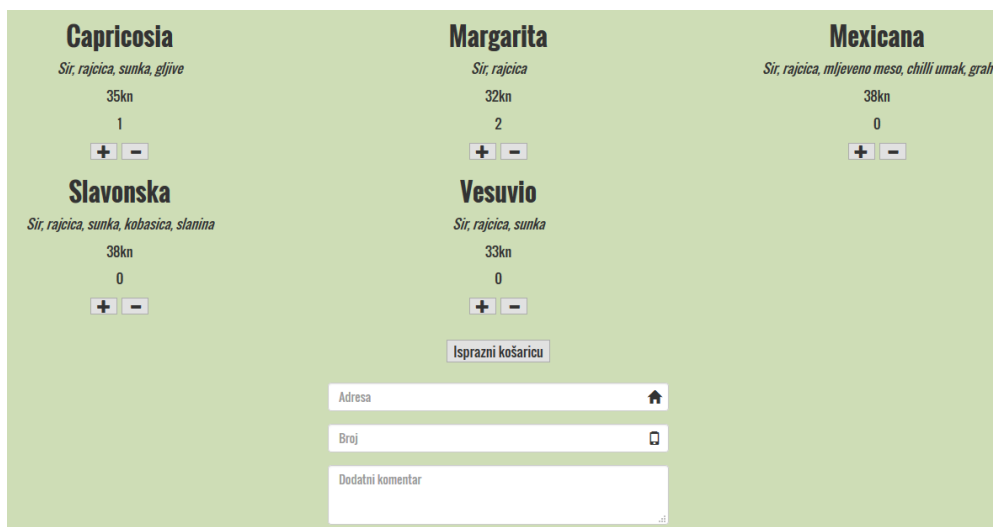 Capricosia
Sir, rajcica, sunka, gljive
35kn
1
Margarita
Sir, rajcica
32kn
2
Mexicana
Sir, rajcica, mljeveno meso, chilli umak, grah
38kn
0
Slavonska
Sir, rajcica, sunka, kobasica, slanina
38kn
0
Vesuvio
Sir, rajcica, sunka
33kn
0
Isprazni košaricu
Adresa
Broj
Dodatni komentar